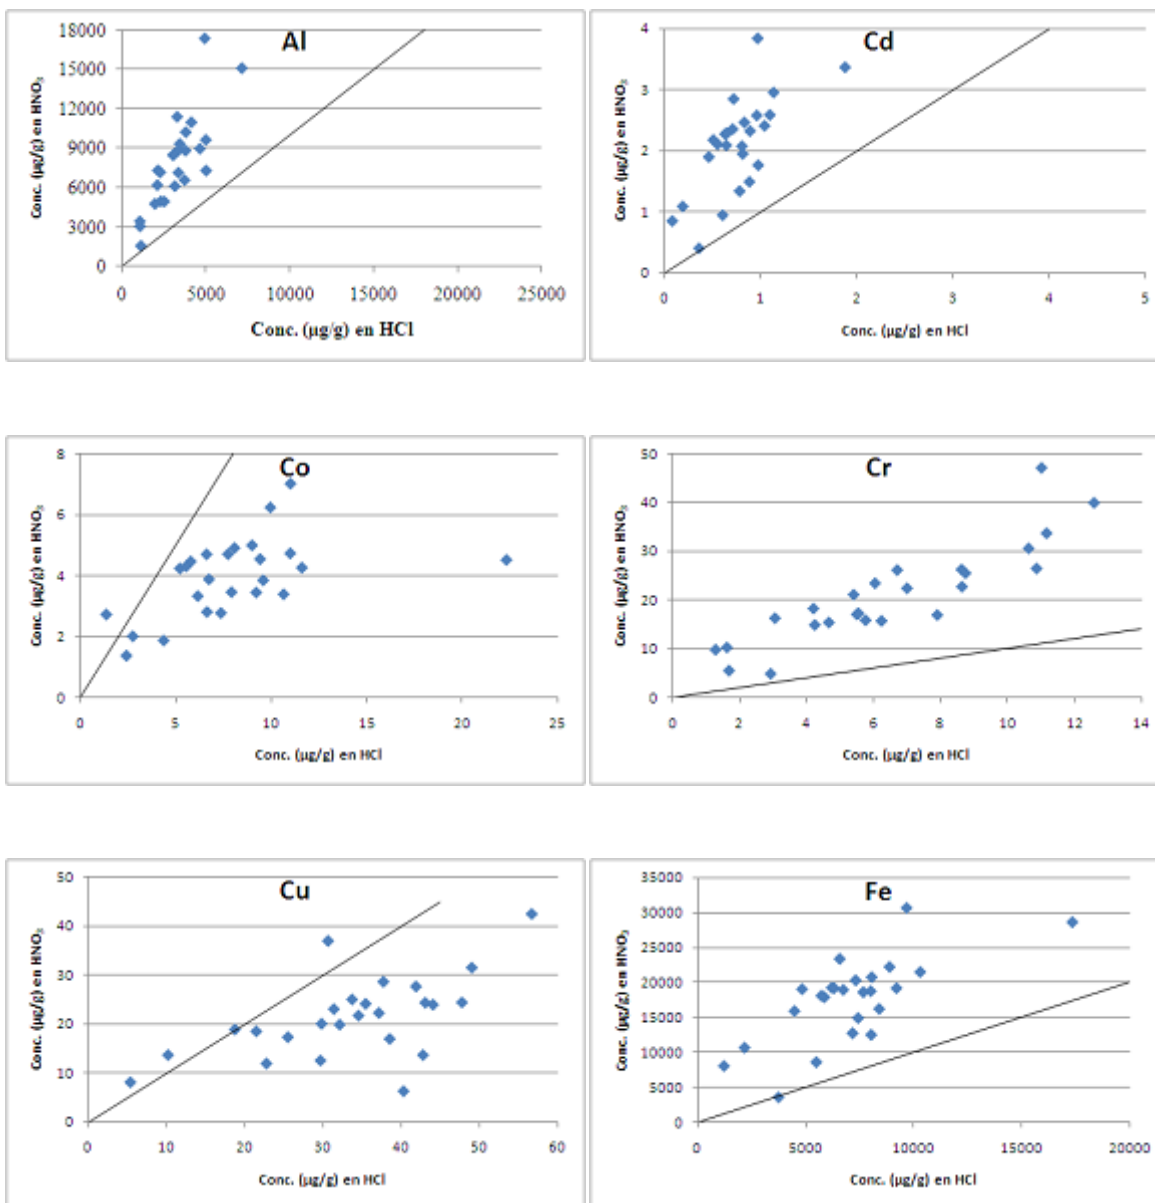 Al
18000
15000
12000
9000
6000
3000
0
Conc. (µg/g) en HNO₃
0 5000 10000 15000 20000 25000
Conc. (µg/g) en HCl
Cd
4
3
2
1
0
Conc. (µg/g) en HNO₃
0 1 2 3 4 5
Conc. (µg/g) en HCl
Co
8
6
4
2
0
Conc. (µg/g) en HNO₃
0 5 10 15 20 25
Conc. (µg/g) en HCl
Cr
50
40
30
20
10
0
Conc. (µg/g) en HNO₃
0 2 4 6 8 10 12 14
Conc. (µg/g) en HCl
Cu
50
40
30
20
10
0
Conc. (µg/g) en HNO₃
0 10 20 30 40 50 60
Conc. (µg/g) en HCl
Fe
35000
30000
25000
20000
15000
10000
5000
0
Conc. (µg/g) en HNO₃
0 5000 10000 15000 20000
Conc. (µg/g) en HCl